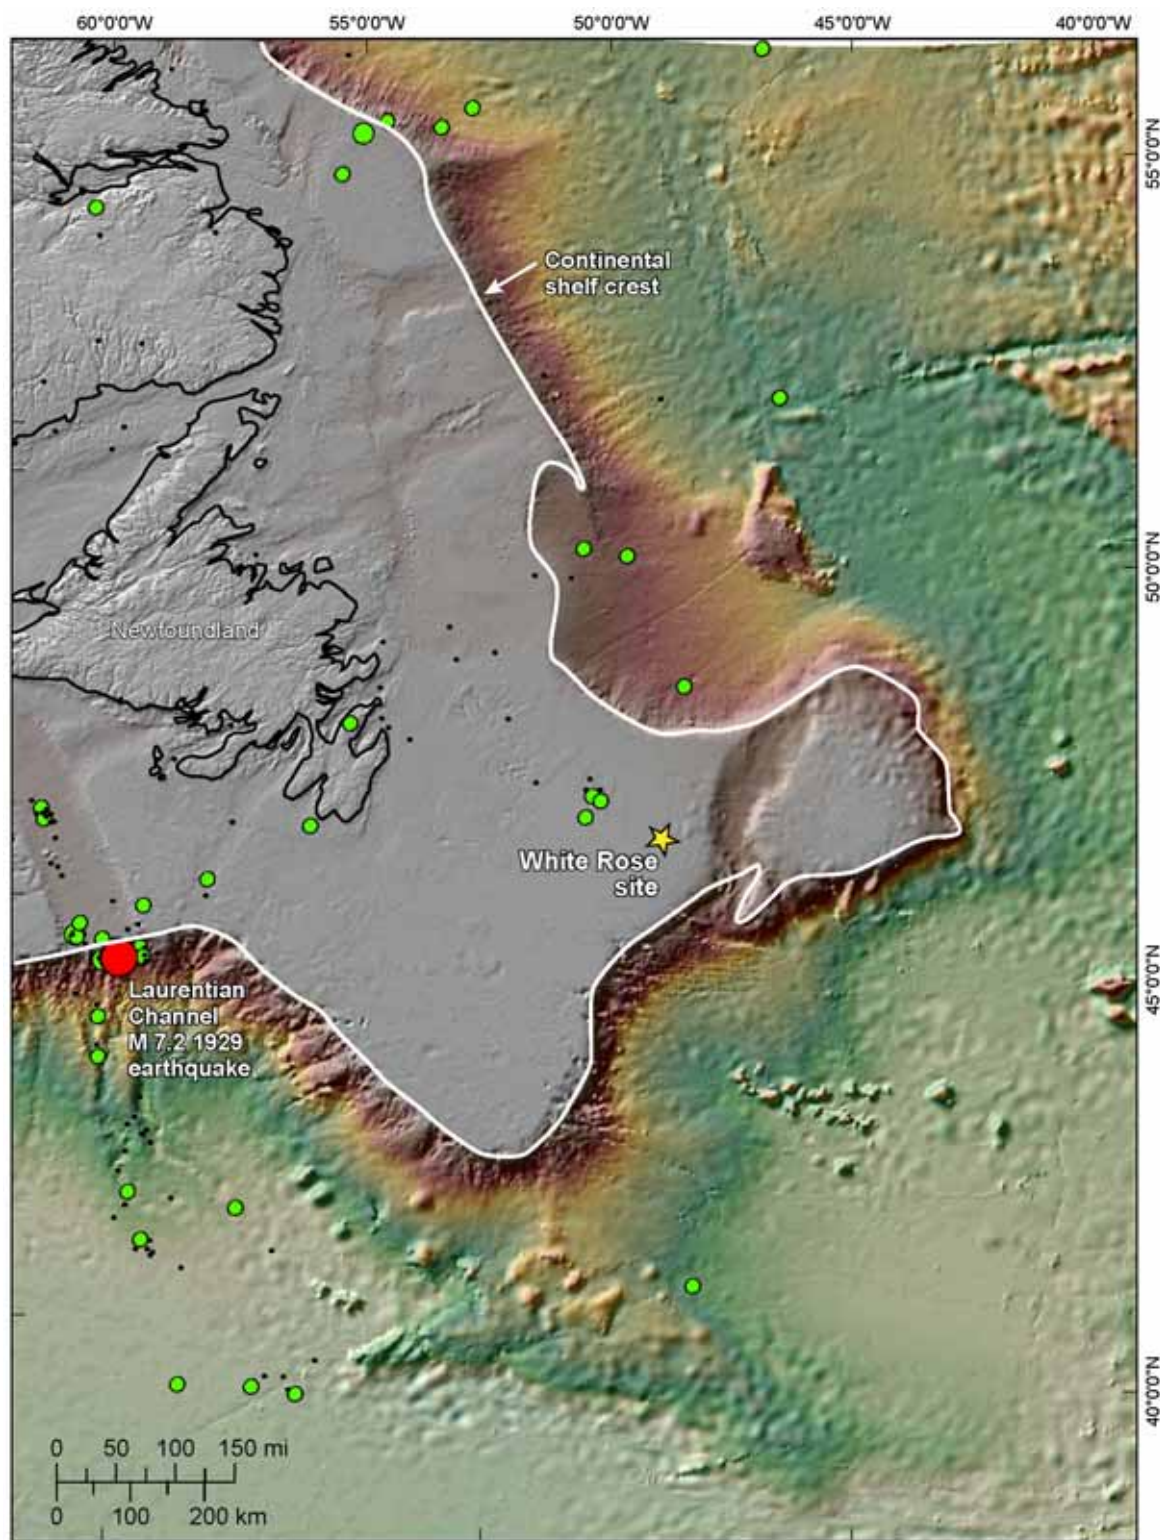 60°0'0"W 55°0'0"W 50°0'0"W 45°0'0"W 40°0'0"W
55°0'0"N
Continental
shelf crest
50°0'0"N
Newfoundland
White Rose
site
45°0'0"N
Laurentian
Channel
M 7.2 1929
earthquake
40°0'0"N
0 50 100 150 mi
0 100 200 km